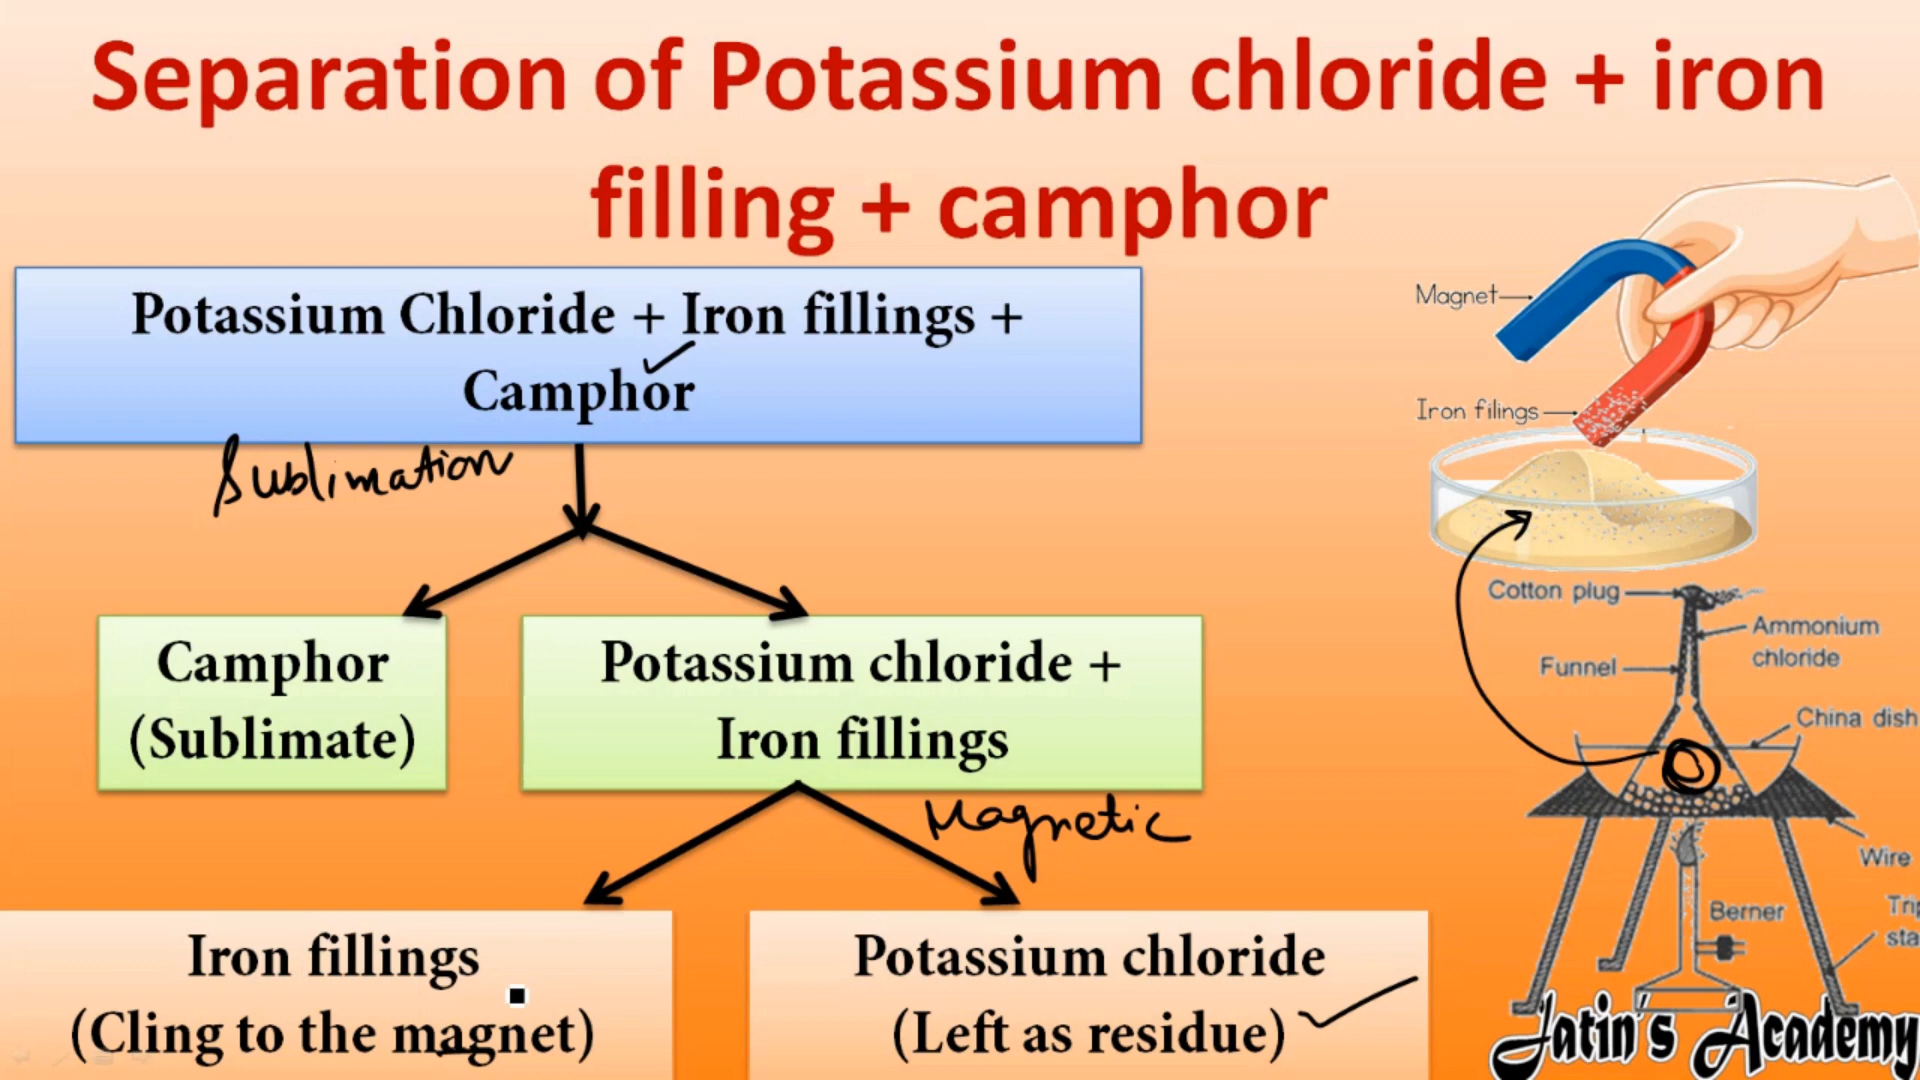 Separation of Potassium chloride + iron
filling + camphor
Potassium Chloride + Iron fillings +
Camphor
Sublimation
Camphor
(Sublimate)
Potassium chloride +
Iron fillings
Magnetic
Iron fillings
(Cling to the magnet)
Potassium chloride
(Left as residue)
Magnet
Iron filings
Cotton plug
Ammonium
chloride
Funnel
China dish
Wire
Berner
Trip
sta
Jatin's Academy